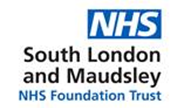 NHS
South London
and Maudsley
NHS Foundation Trust